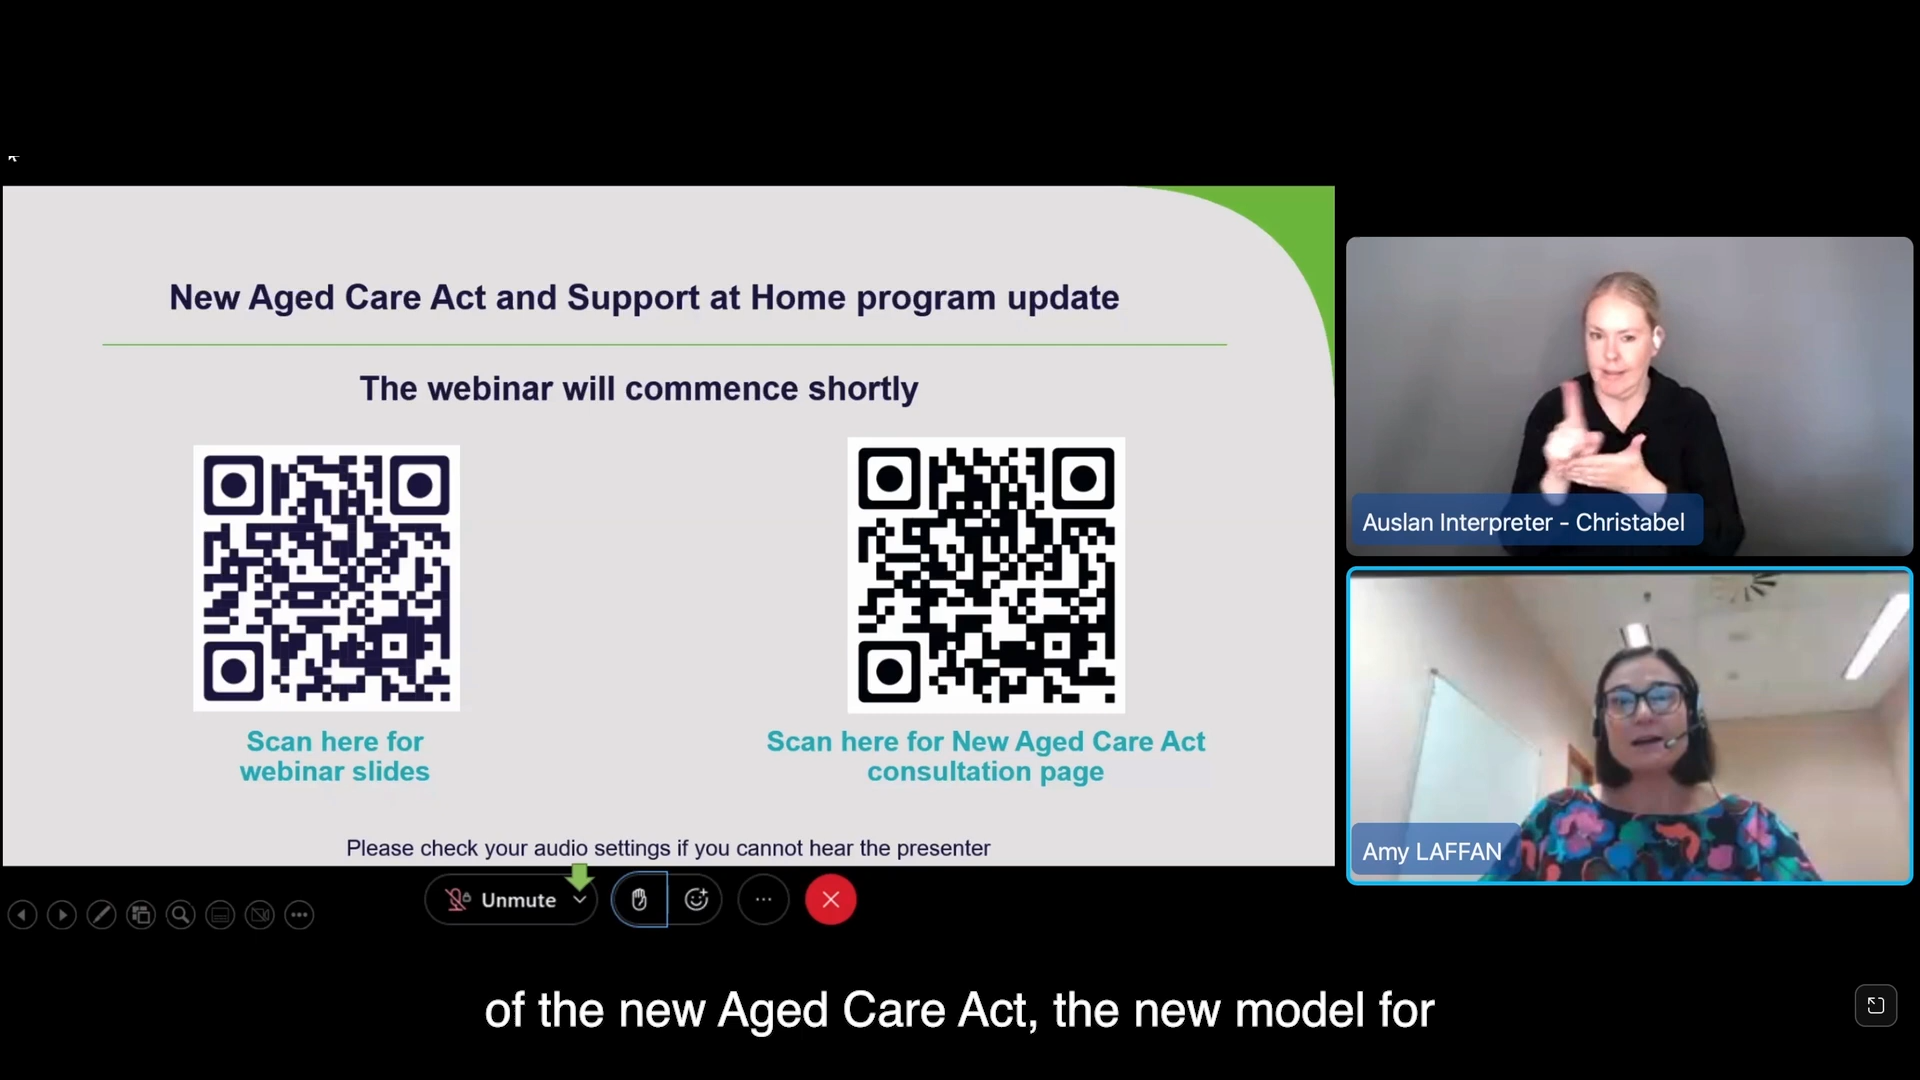 New Aged Care Act and Support at Home program update
The webinar will commence shortly
Scan here for
webinar slides
Scan here for New Aged Care Act
consultation page
Please check your audio settings if you cannot hear the presenter
Unmute
Auslan Interpreter - Christabel
Amy LAFFAN
of the new Aged Care Act, the new model for